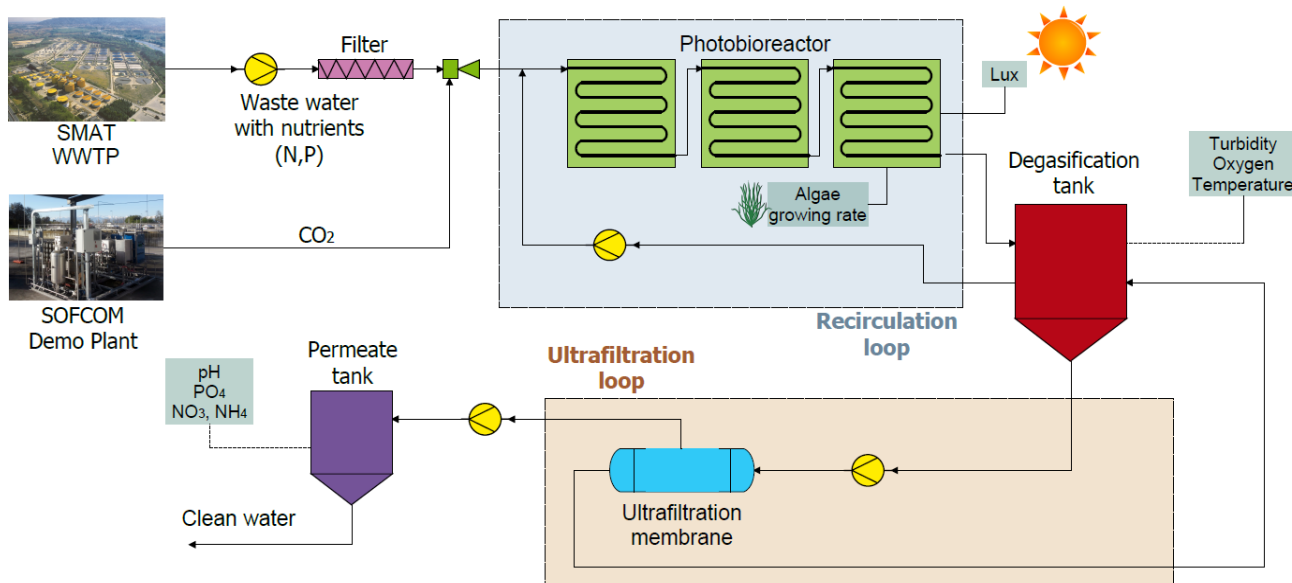 Filter
Photobioreactor
Lux
Waste water
with nutrients
(N,P)
SMAT
WWTP
Degasification
tank
Turbidity
Oxygen
Temperature
Algae
growing rate
CO2
SOFCOM
Demo Plant
Recirculation
loop
Ultrafiltration
loop
Permeate
tank
pH
PO4
NO3, NH4
Ultrafiltration
membrane
Clean water